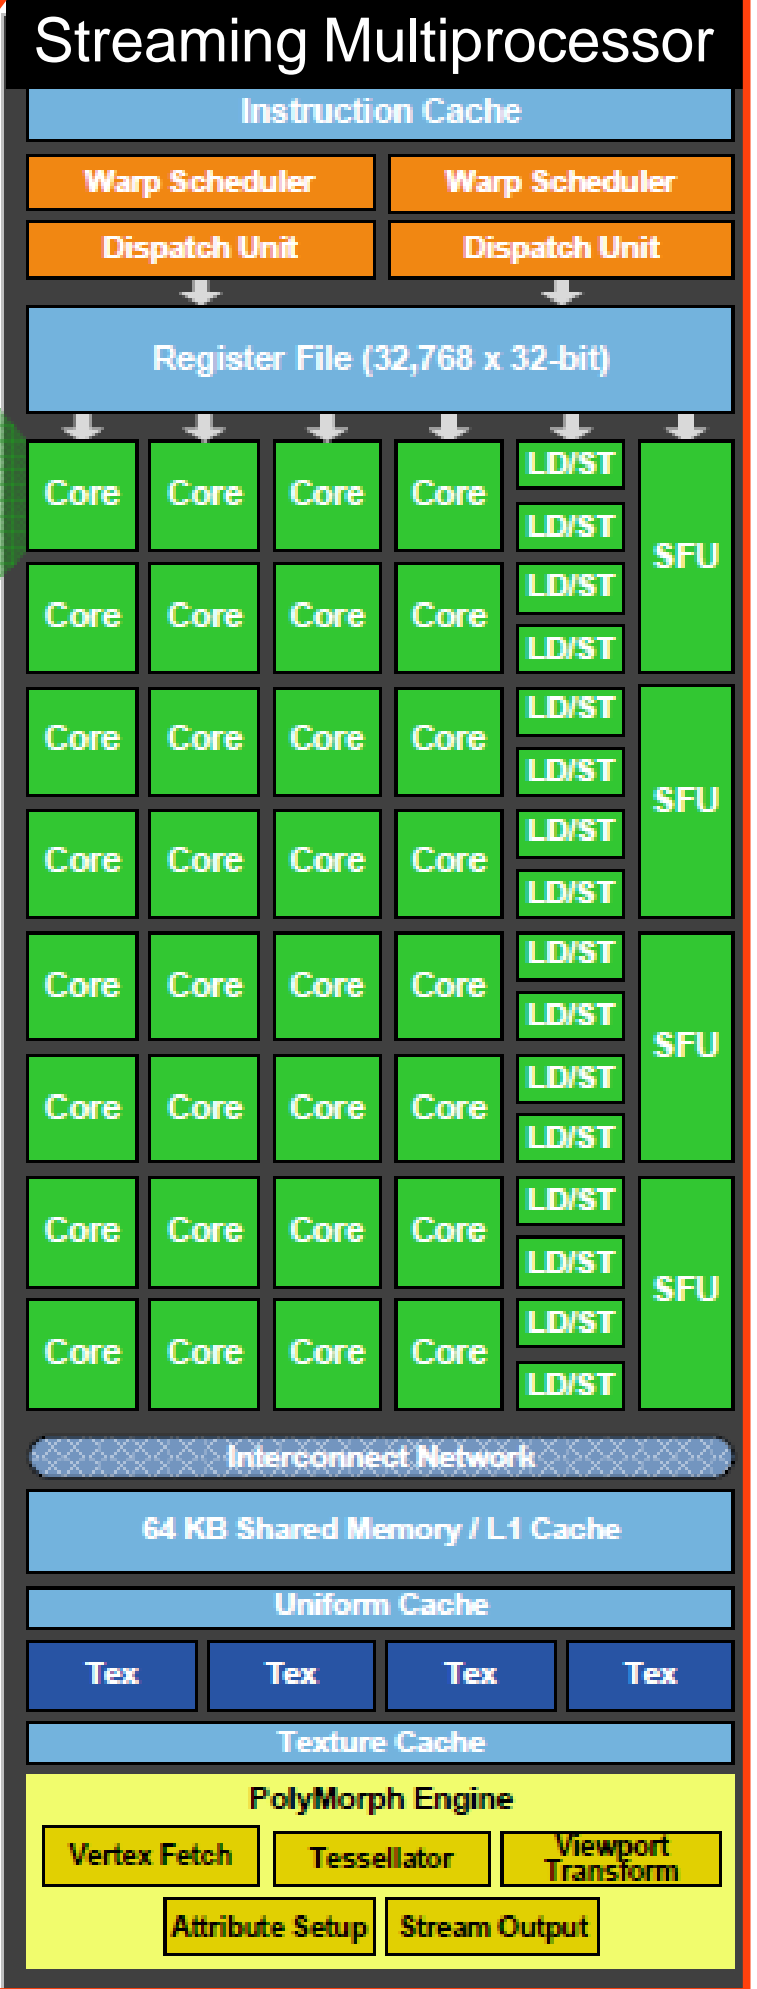 Streaming Multiprocessor
Instruction Cache
Warp Scheduler Warp Scheduler
Dispatch Unit Dispatch Unit
Register File (32,768 x 32-bit)
LD/ST
Core Core Core Core
LD/ST
SFU
LD/ST
Core Core Core Core
LD/ST
LD/ST
Core Core Core Core
LD/ST
SFU
LD/ST
Core Core Core Core
LD/ST
LD/ST
Core Core Core Core
LD/ST
SFU
LD/ST
Core Core Core Core
LD/ST
LD/ST
Core Core Core Core
LD/ST
SFU
LD/ST
Core Core Core Core
LD/ST
Interconnect Network
64 KB Shared Memory / L1 Cache
Uniform Cache
Tex Tex Tex Tex
Texture Cache
PolyMorph Engine
Vertex Fetch Tessellator Viewport
Transform
Attribute Setup Stream Output